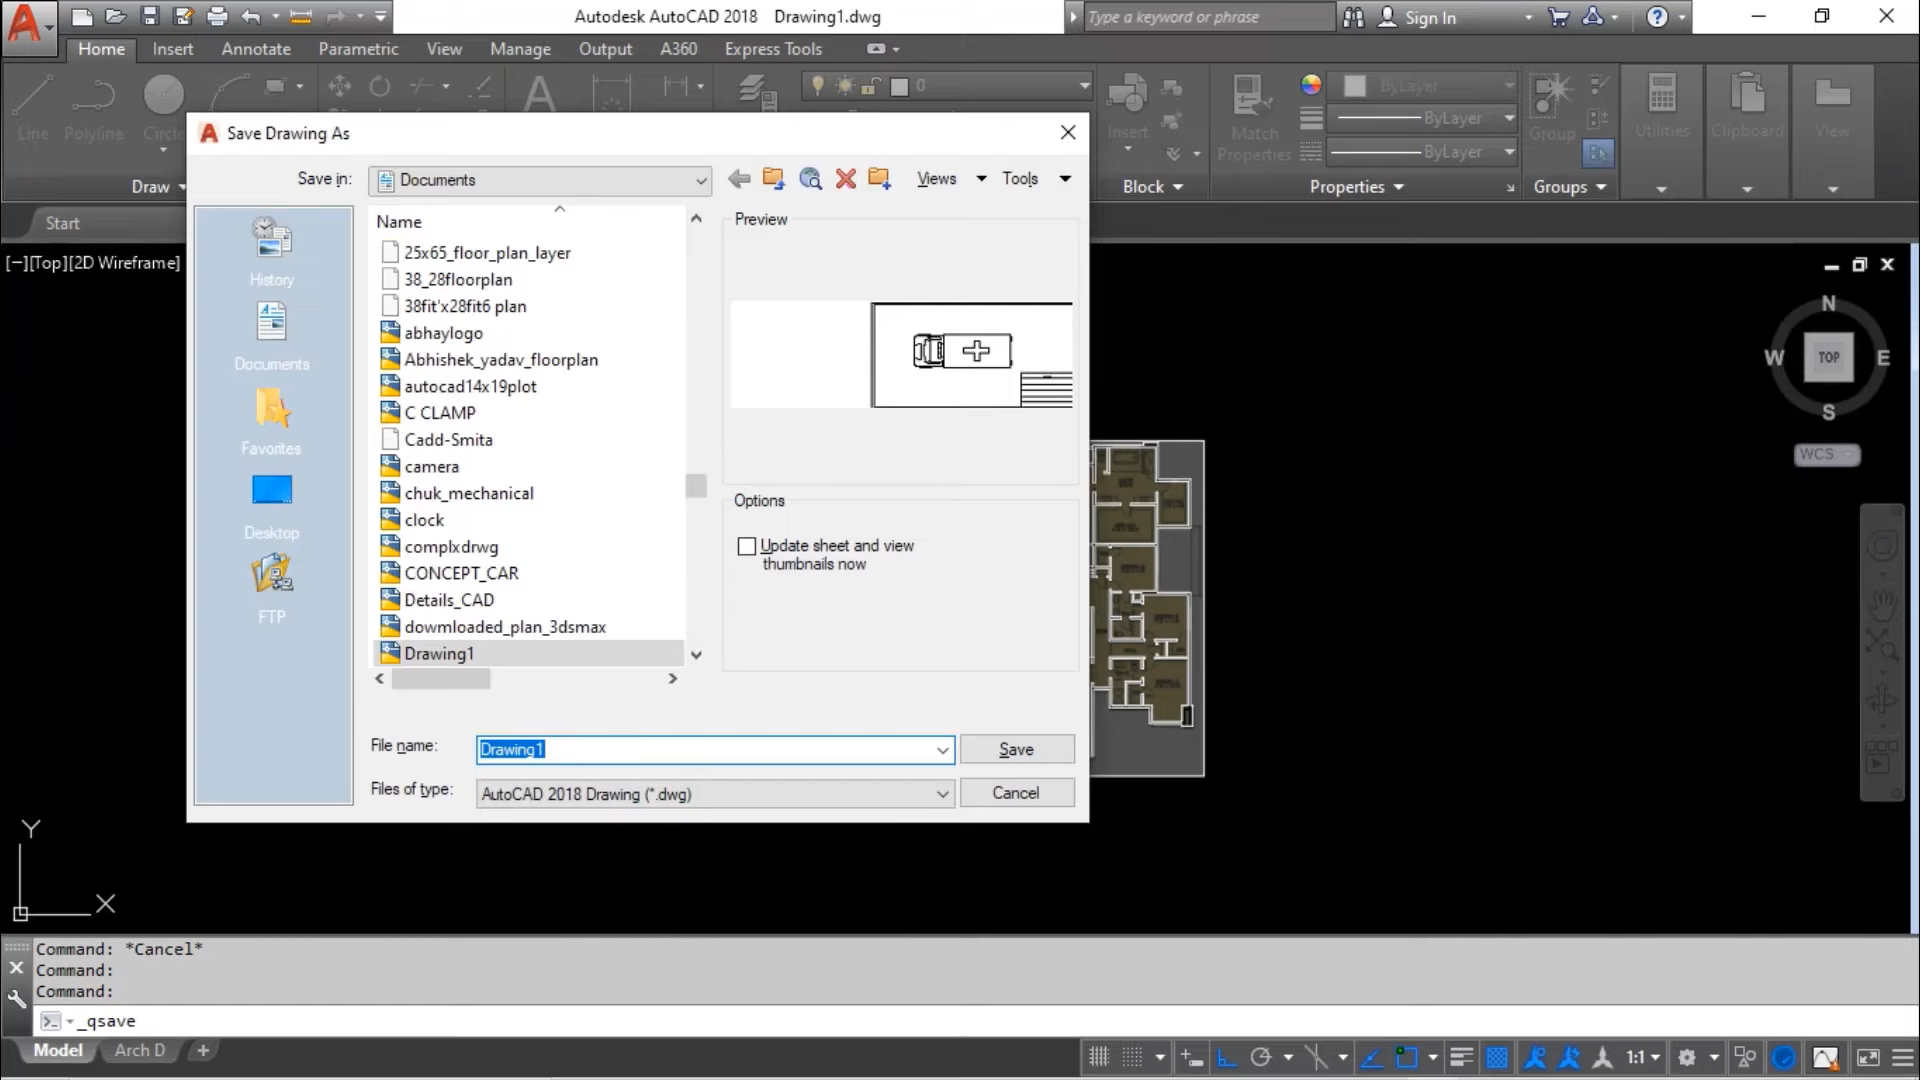 Autodesk AutoCAD 2018 Drawing1.dwg
Type a keyword or phrase
Sign In
Home Insert Annotate Parametric View Manage Output A360 Express Tools
0
ByLayer
ByLayer
ByLayer
Line Polyline Circle
Insert
Match
Properties
Group
Utilities
Clipboard
View
Draw
Block
Properties
Groups
Start
[−][Top][2D Wireframe]
Save Drawing As
Save in:
Documents
Views
Tools
History
Documents
Favorites
Desktop
FTP
Name
25x65_floor_plan_layer
38_28floorplan
38fit'x28fit6 plan
abhaylogo
Abhishek_yadav_floorplan
autocad14x19plot
C CLAMP
Cadd-Smita
camera
chuk_mechanical
clock
complxdrwg
CONCEPT_CAR
Details_CAD
dowmloaded_plan_3dsmax
Drawing1
Preview
Options
Update sheet and view
thumbnails now
File name:
Drawing1
Save
Files of type:
AutoCAD 2018 Drawing (*.dwg)
Cancel
N
W
TOP
E
S
WCS
Y
X
Command: *Cancel*
Command:
Command:
_qsave
Model
Arch D
1:1